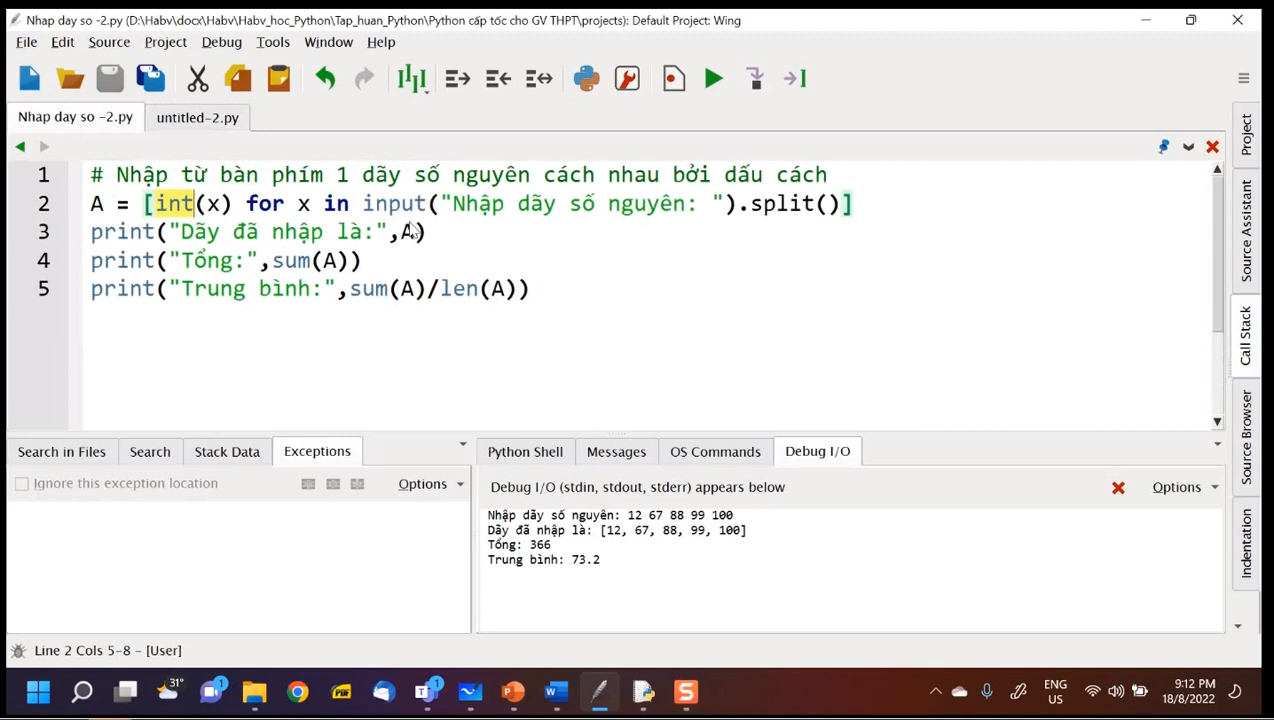 Nhap day so -2.py (D:\Habv\docx\Habv\Habv_hoc_Python\Tap_huan_Python\Python cấp tốc cho GV THPT\projects): Default Project: Wing
File Edit Source Project Debug Tools Window Help
Nhap day so -2.py untitled-2.py
1 # Nhập từ bàn phím 1 dãy số nguyên cách nhau bởi dấu cách
2 A = [int(x) for x in input("Nhập dãy số nguyên: ").split()]
3 print("Dãy đã nhập là:",A)
4 print("Tổng:",sum(A))
5 print("Trung bình:",sum(A)/len(A))
Project
Source Assistant
Call Stack
Source Browser
Indentation
Search in Files Search Stack Data Exceptions
Ignore this exception location Options
Python Shell Messages OS Commands Debug I/O
Debug I/O (stdin, stdout, stderr) appears below Options
Nhập dãy số nguyên: 12 67 88 99 100
Dãy đã nhập là: [12, 67, 88, 99, 100]
Tổng: 366
Trung bình: 73.2
Line 2 Cols 5-8 - [User]
31°
1
PDF
1
ENG
US
9:12 PM
18/8/2022